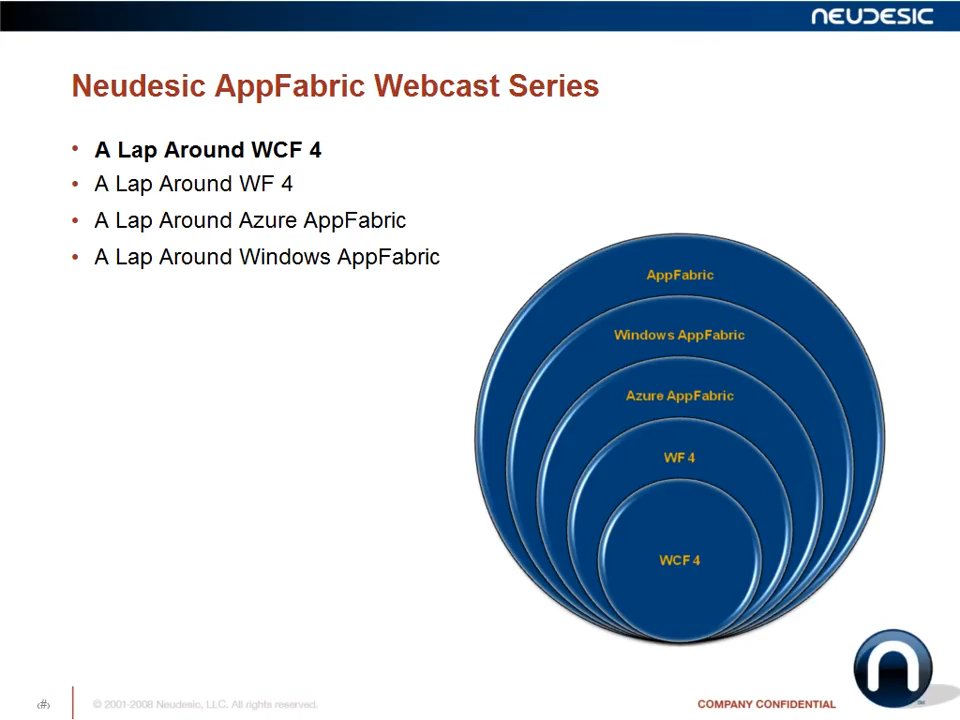 NEUDESIC
Neudesic AppFabric Webcast Series
• A Lap Around WCF 4
• A Lap Around WF 4
• A Lap Around Azure AppFabric
• A Lap Around Windows AppFabric
AppFabric
Windows AppFabric
Azure AppFabric
WF 4
WCF 4
‹#›
© 2001-2008 Neudesic, LLC. All rights reserved.
COMPANY CONFIDENTIAL